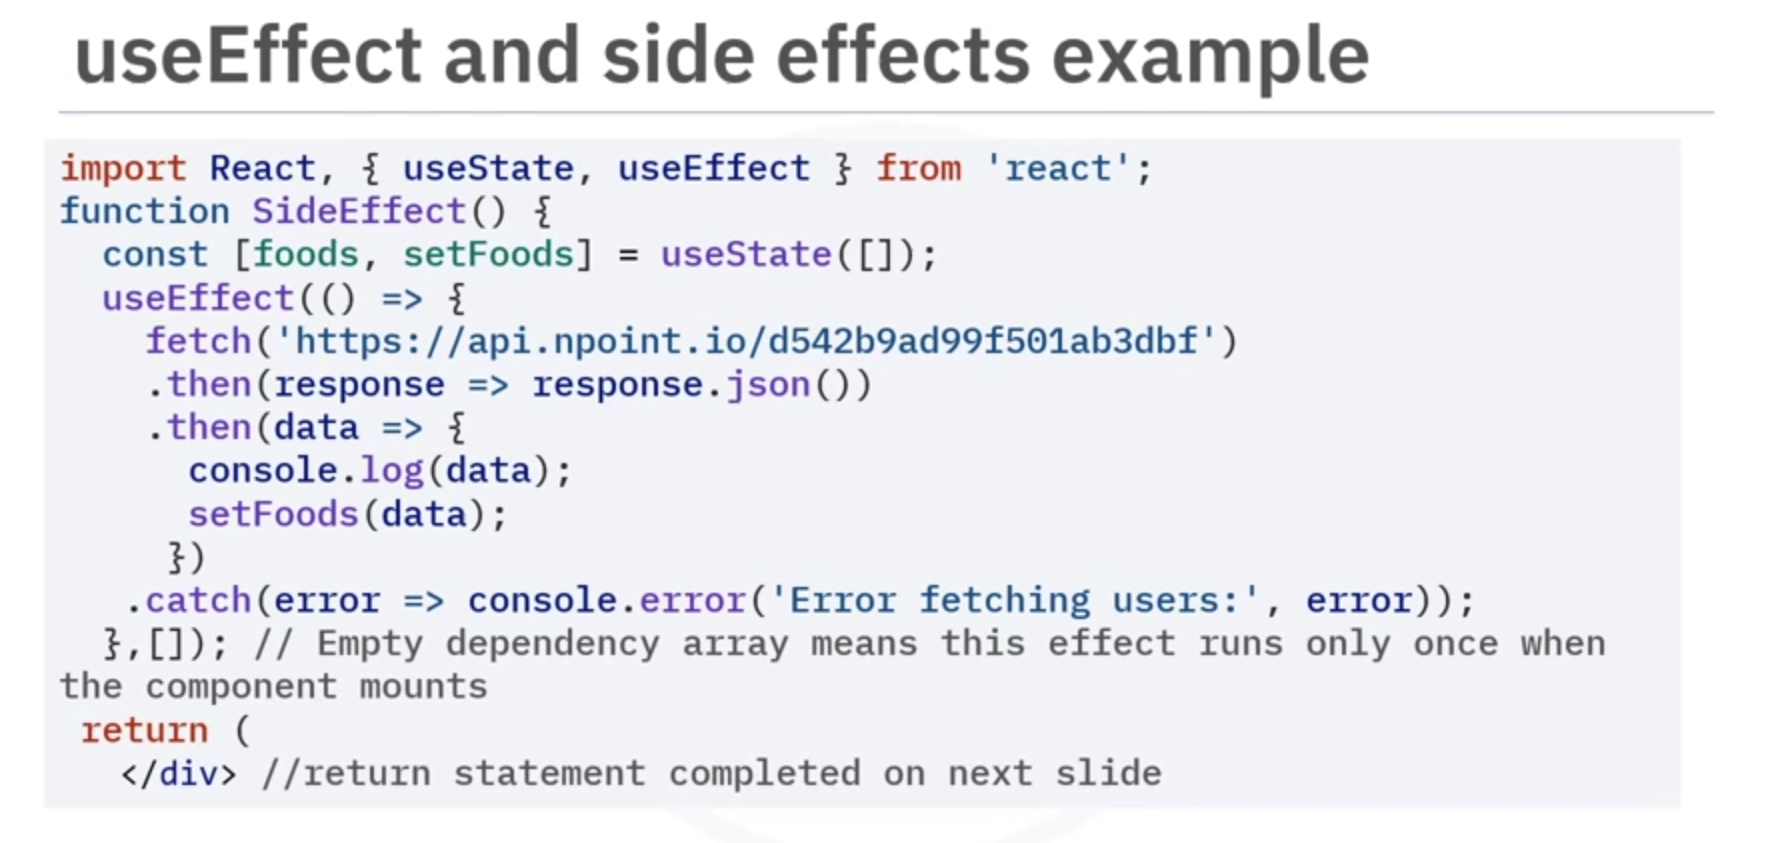 useEffect and side effects example
import React, { useState, useEffect } from 'react';
function SideEffect() {
  const [foods, setFoods] = useState([]);
  useEffect(() => {
    fetch('https://api.npoint.io/d542b9ad99f501ab3dbf')
    .then(response => response.json())
    .then(data => {
      console.log(data);
      setFoods(data);
     })
   .catch(error => console.error('Error fetching users:', error));
  },[]); // Empty dependency array means this effect runs only once when
the component mounts
 return (
   </div> //return statement completed on next slide